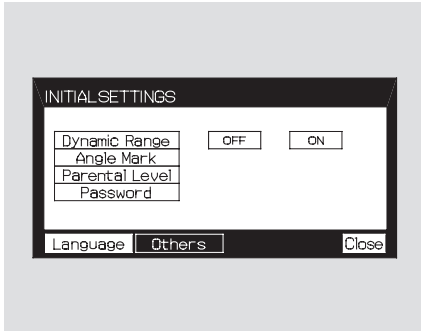 INITIAL SETTINGS
Dynamic Range OFF ON
Angle Mark
Parental Level
Password
Language Others Close